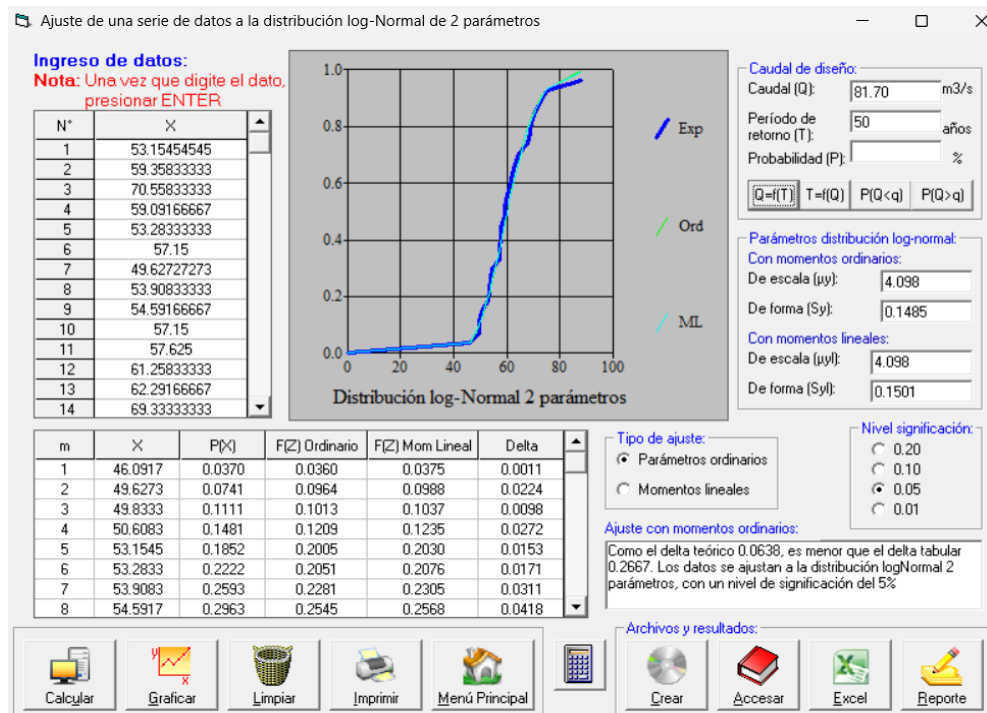 Ajuste de una serie de datos a la distribución log-Normal de 2 parámetros
Ingreso de datos:
Nota: Una vez que digite el dato,
presionar ENTER
N° X
1 53.15454545
2 59.35833333
3 70.55833333
4 59.09166667
5 53.28333333
6 57.15
7 49.62727273
8 53.90833333
9 54.59166667
10 57.15
11 57.625
12 61.25833333
13 62.29166667
14 69.33333333
1.0
0.8
0.6
0.4
0.2
0.0
0 20 40 60 80 100
Exp
Ord
ML
Distribución log-Normal 2 parámetros
Caudal de diseño:
Caudal (Q): 81.70 m3/s
Período de
retorno (T): 50 años
Probabilidad (P): %
Q=f(T) T=f(Q) P(Q<q) P(Q>q)
Parámetros distribución log-normal:
Con momentos ordinarios:
De escala (µy): 4.098
De forma (Sy): 0.1485
Con momentos lineales:
De escala (µyl): 4.098
De forma (Syl): 0.1501
m X P(X) F(Z) Ordinario F(Z) Mom Lineal Delta
1 46.0917 0.0370 0.0360 0.0375 0.0011
2 49.6273 0.0741 0.0964 0.0988 0.0224
3 49.8333 0.1111 0.1013 0.1037 0.0098
4 50.6083 0.1481 0.1209 0.1235 0.0272
5 53.1545 0.1852 0.2005 0.2030 0.0153
6 53.2833 0.2222 0.2051 0.2076 0.0171
7 53.9083 0.2593 0.2281 0.2305 0.0311
8 54.5917 0.2963 0.2545 0.2568 0.0418
Tipo de ajuste:
Parámetros ordinarios
Momentos lineales
Nivel significación:
0.20
0.10
0.05
0.01
Ajuste con momentos ordinarios:
Como el delta teórico 0.0638, es menor que el delta tabular
0.2667. Los datos se ajustan a la distribución logNormal 2
parámetros, con un nivel de significación del 5%
Calcular
Graficar
Limpiar
Imprimir
Menú Principal
Archivos y resultados:
Crear
Accesar
Excel
Reporte